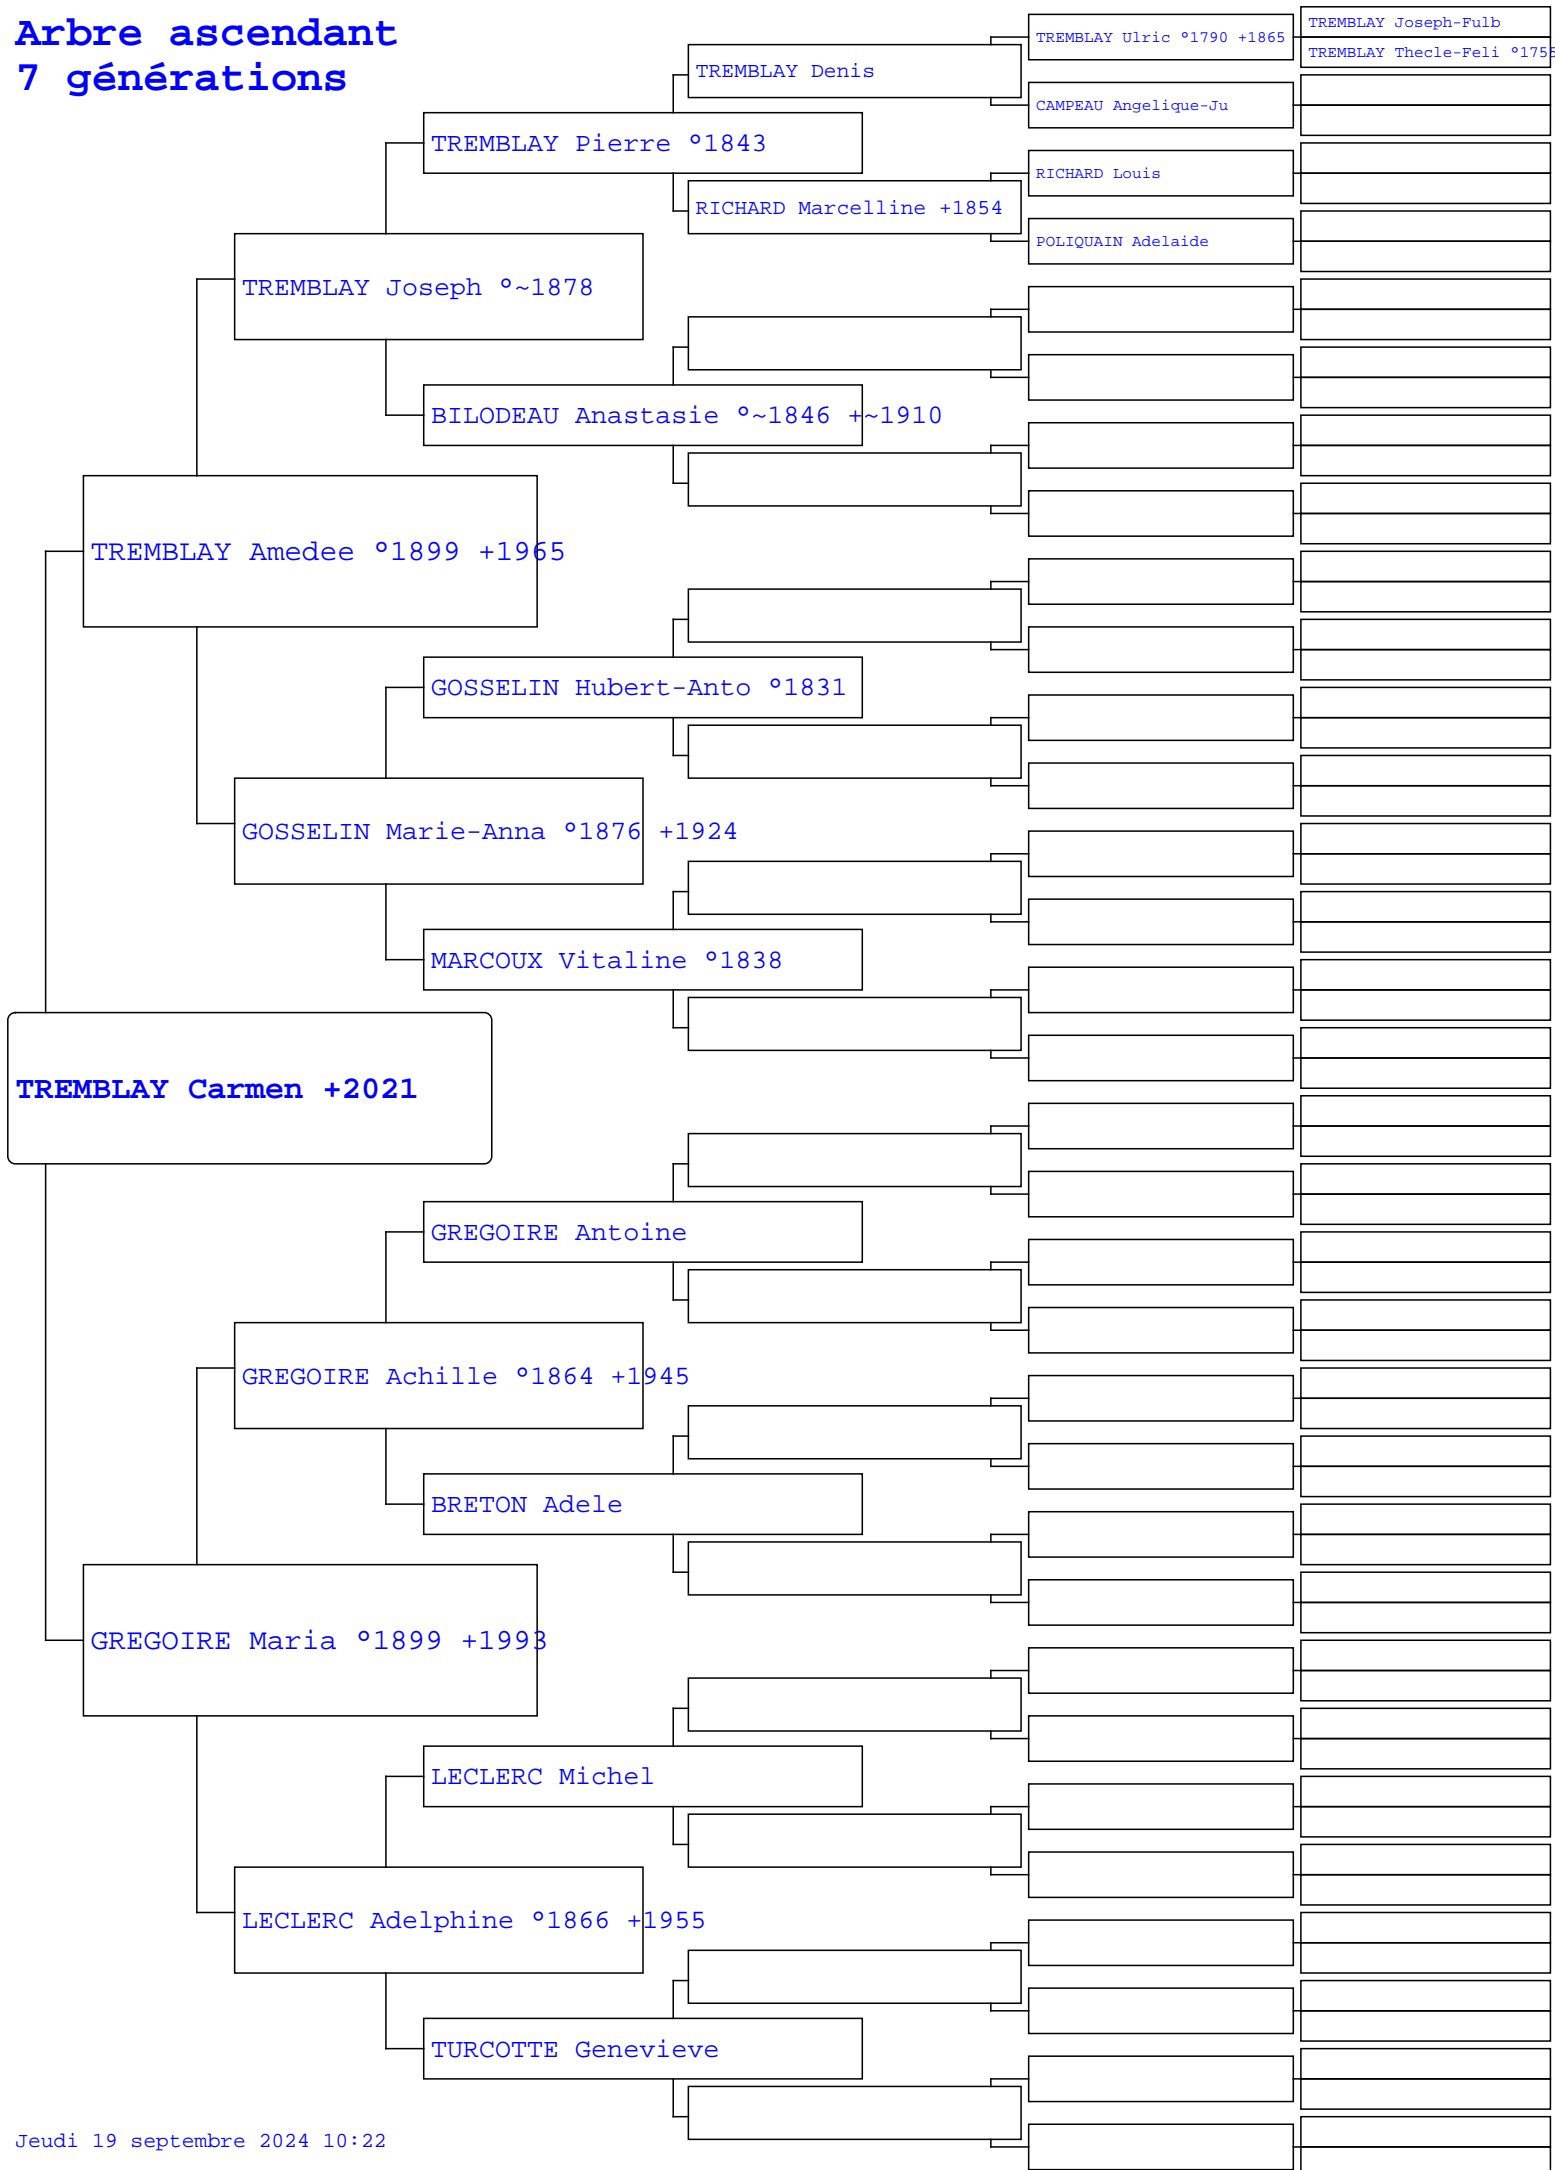 Arbre ascendant
7 générations
TREMBLAY Joseph-Fulb
TREMBLAY Ulric °1790 +1865
TREMBLAY Thecle-Feli °1755
TREMBLAY Denis
CAMPEAU Angelique-Ju
TREMBLAY Pierre °1843
RICHARD Louis
RICHARD Marcelline +1854
POLIQUAIN Adelaide
TREMBLAY Joseph °~1878
BILODEAU Anastasie °~1846 +~1910
TREMBLAY Amedee °1899 +1965
GOSSELIN Hubert-Anto °1831
GOSSELIN Marie-Anna °1876 +1924
MARCOUX Vitaline °1838
TREMBLAY Carmen +2021
GREGOIRE Antoine
GREGOIRE Achille °1864 +1945
BRETON Adele
GREGOIRE Maria °1899 +1993
LECLERC Michel
LECLERC Adelphine °1866 +1955
TURCOTTE Genevieve
Jeudi 19 septembre 2024 10:22